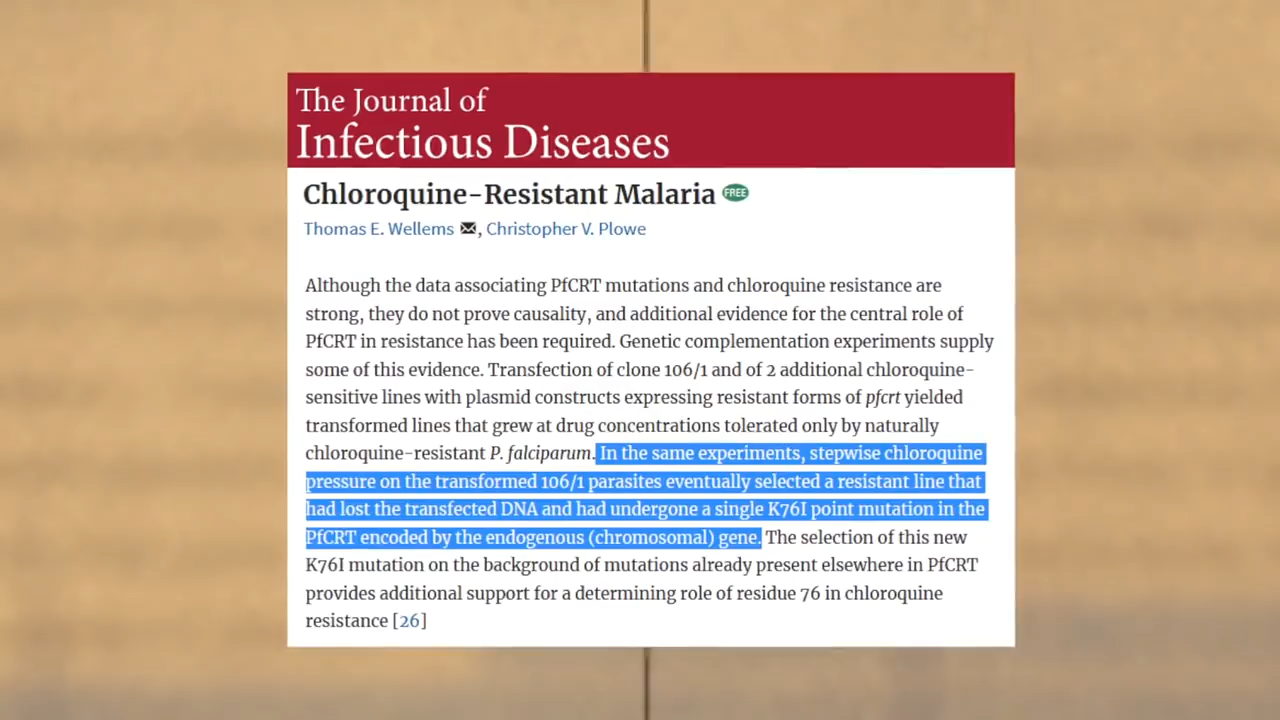 The Journal of
Infectious Diseases
Chloroquine-Resistant Malaria FREE
Thomas E. Wellems , Christopher V. Plowe
Although the data associating PfCRT mutations and chloroquine resistance are
strong, they do not prove causality, and additional evidence for the central role of
PfCRT in resistance has been required. Genetic complementation experiments supply
some of this evidence. Transfection of clone 106/1 and of 2 additional chloroquine-
sensitive lines with plasmid constructs expressing resistant forms of pfcrt yielded
transformed lines that grew at drug concentrations tolerated only by naturally
chloroquine-resistant P. falciparum. In the same experiments, stepwise chloroquine
pressure on the transformed 106/1 parasites eventually selected a resistant line that
had lost the transfected DNA and had undergone a single K76I point mutation in the
PfCRT encoded by the endogenous (chromosomal) gene. The selection of this new
K76I mutation on the background of mutations already present elsewhere in PfCRT
provides additional support for a determining role of residue 76 in chloroquine
resistance [26]